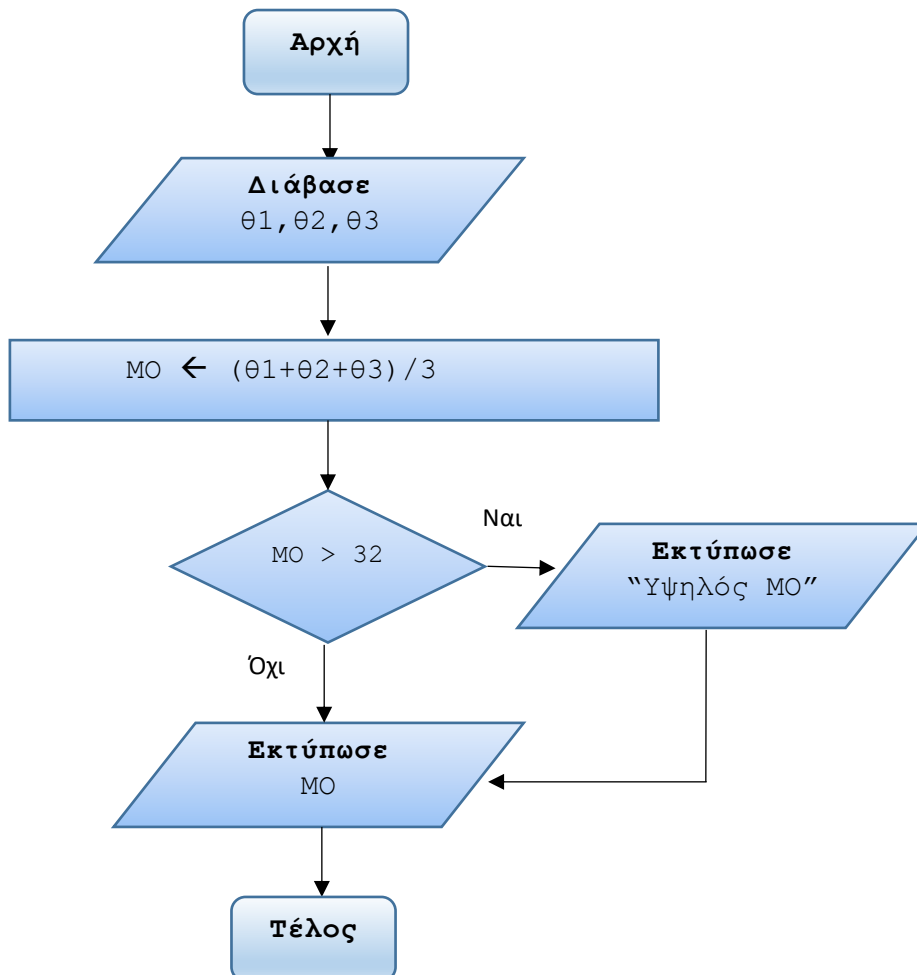 Αρχή
Διάβασε
θ1,θ2,θ3
ΜΟ ← (θ1+θ2+θ3)/3
ΜΟ > 32
Ναι
Εκτύπωσε
“Υψηλός ΜΟ”
Όχι
Εκτύπωσε
ΜΟ
Τέλος